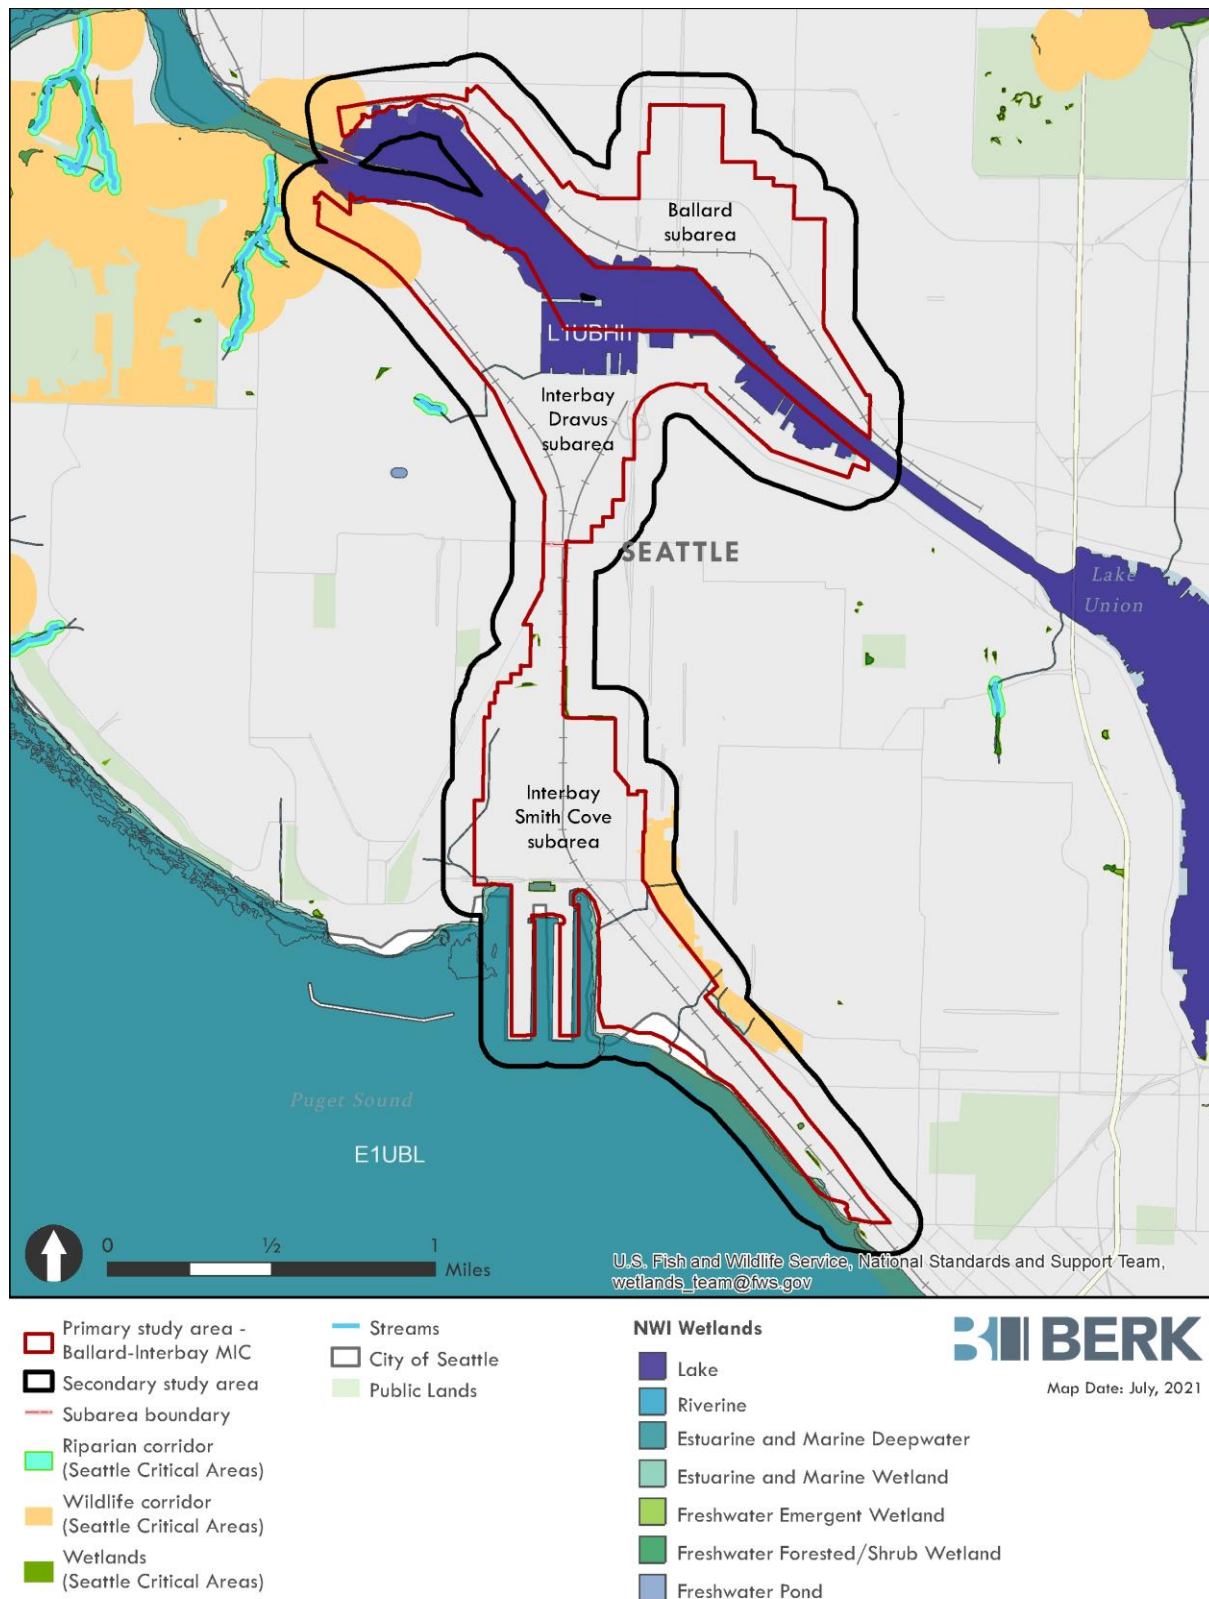 Ballard
subarea
L1UBHh
Interbay
Dravus
subarea
SEATTLE
Lake
Union
Interbay
Smith Cove
subarea
Puget Sound
E1UBL
0 ½ 1
Miles
U.S. Fish and Wildlife Service, National Standards and Support Team,
wetlands_team@fws.gov
Primary study area -
Ballard-Interbay MIC
Secondary study area
Subarea boundary
Riparian corridor
(Seattle Critical Areas)
Wildlife corridor
(Seattle Critical Areas)
Wetlands
(Seattle Critical Areas)
Streams
City of Seattle
Public Lands
NWI Wetlands
Lake
Riverine
Estuarine and Marine Deepwater
Estuarine and Marine Wetland
Freshwater Emergent Wetland
Freshwater Forested/Shrub Wetland
Freshwater Pond
BERK
Map Date: July, 2021